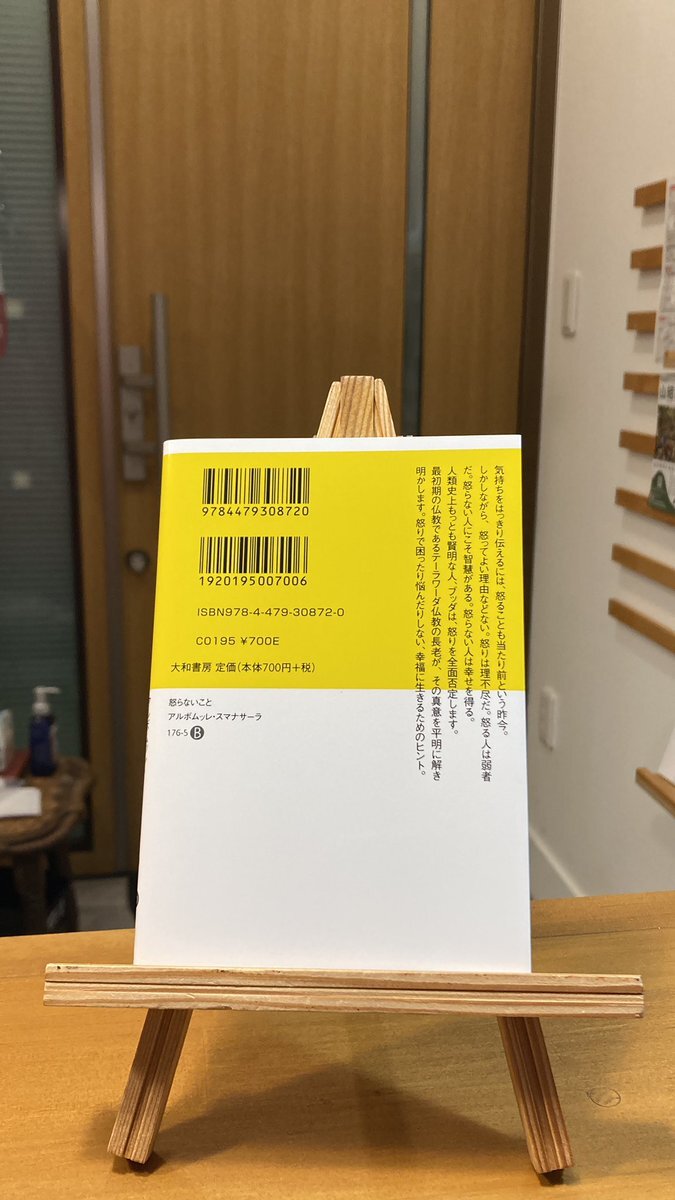 気持ちをはっきり伝えるには、怒ることも当たり前という昨今。
しかしながら、怒ってよい理由などない。怒りは理不尽だ。怒る人は弱者
だ。怒らない人にこそ智慧がある。怒らない人は幸せを得る。
人類史上もっとも賢明な人、ブッダは、怒りを全面否定します。
最初期の仏教であるテーラワーダ仏教の長老が、その真意を平明に解き
明かします。怒りで困ったり悩んだりしない、幸福に生きるためのヒント。
9784479308720
1920195007006
ISBN978-4-479-30872-0
C0195 ¥700E
大和書房 定価(本体700円+税)
怒らないこと
アルボムッレ・スマナサーラ
176-5 B